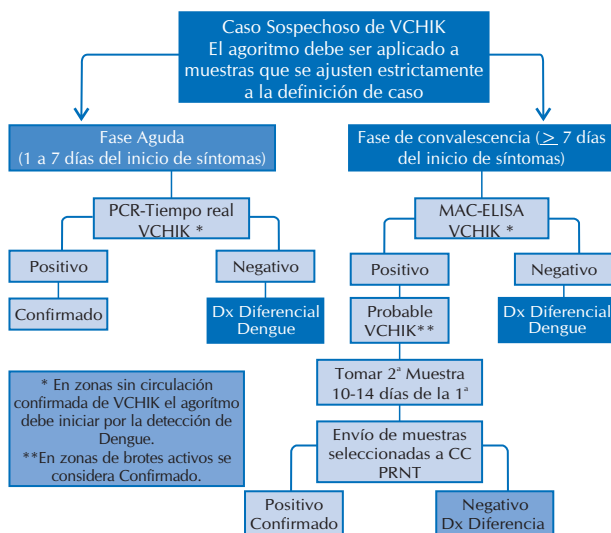 Caso Sospechoso de VCHIK
El agoritmo debe ser aplicado a
muestras que se ajusten estrictamente
a la definición de caso
Fase Aguda
(1 a 7 días del inicio de síntomas)
Fase de convalescencia (≥ 7 días
del inicio de síntomas)
PCR-Tiempo real
VCHIK *
MAC-ELISA
VCHIK *
Positivo
Negativo
Positivo
Negativo
Confirmado
Dx Diferencial
Dengue
Probable
VCHIK**
Dx Diferencial
Dengue
Tomar 2ª Muestra
10-14 días de la 1ª
* En zonas sin circulación
confirmada de VCHIK el agorítmo
debe iniciar por la detección de
Dengue.
**En zonas de brotes activos se
considera Confirmado.
Envío de muestras
seleccionadas a CC
PRNT
Positivo
Confirmado
Negativo
Dx Diferencia